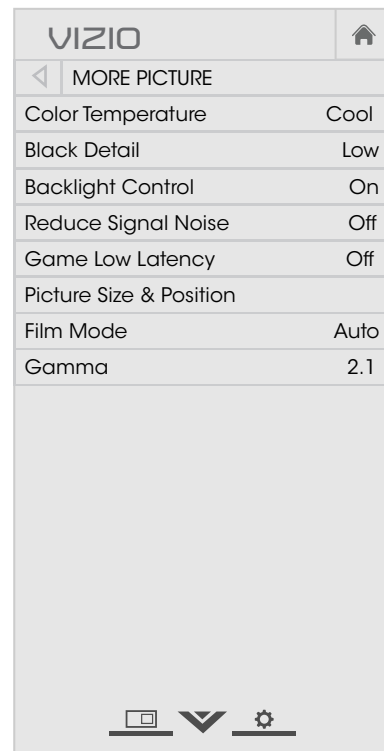 VIZIO
MORE PICTURE
Color Temperature Cool
Black Detail Low
Backlight Control On
Reduce Signal Noise Off
Game Low Latency Off
Picture Size & Position
Film Mode Auto
Gamma 2.1